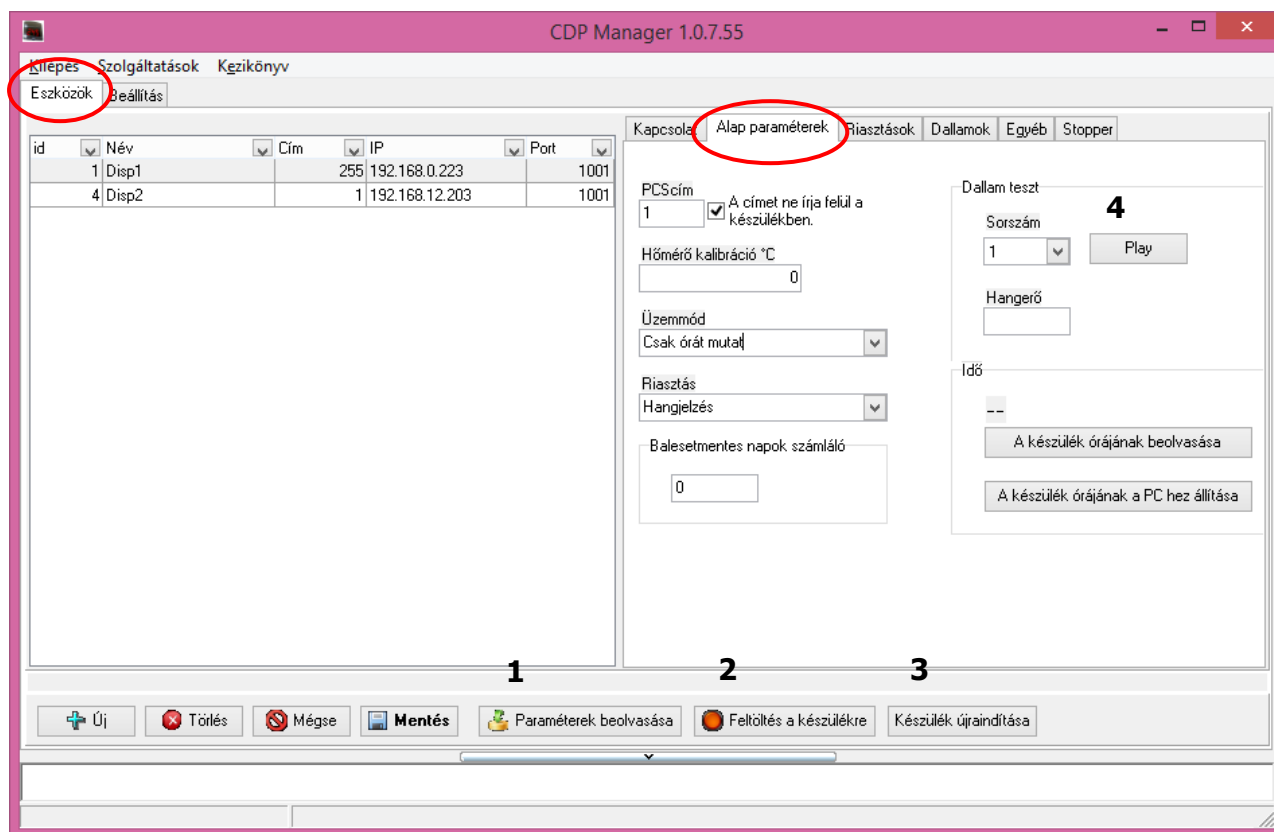 CDP Manager 1.0.7.55
Kilépés Szolgáltatások Kezikönyv
Eszközök Beállítás
Kapcsolat Alap paraméterek Riasztások Dallamok Egyéb Stopper
id Név Cím IP Port
1 Disp1 255 192.168.0.223 1001
4 Disp2 1 192.168.12.203 1001
PCScím
1 A címet ne írja felül a
készülékben.
Hőmérő kalibráció °C
0
Üzemmód
Csak órát mutat
Riasztás
Hangjelzés
Balesetmentes napok számláló
0
Dallam teszt
4
Sorszám
1 Play
Hangerő
Idő
--
A készülék órájának beolvasása
A készülék órájának a PC hez állítása
1 2 3
Új Törlés Mégse Mentés Paraméterek beolvasása Feltöltés a készülékre Készülék újraindítása